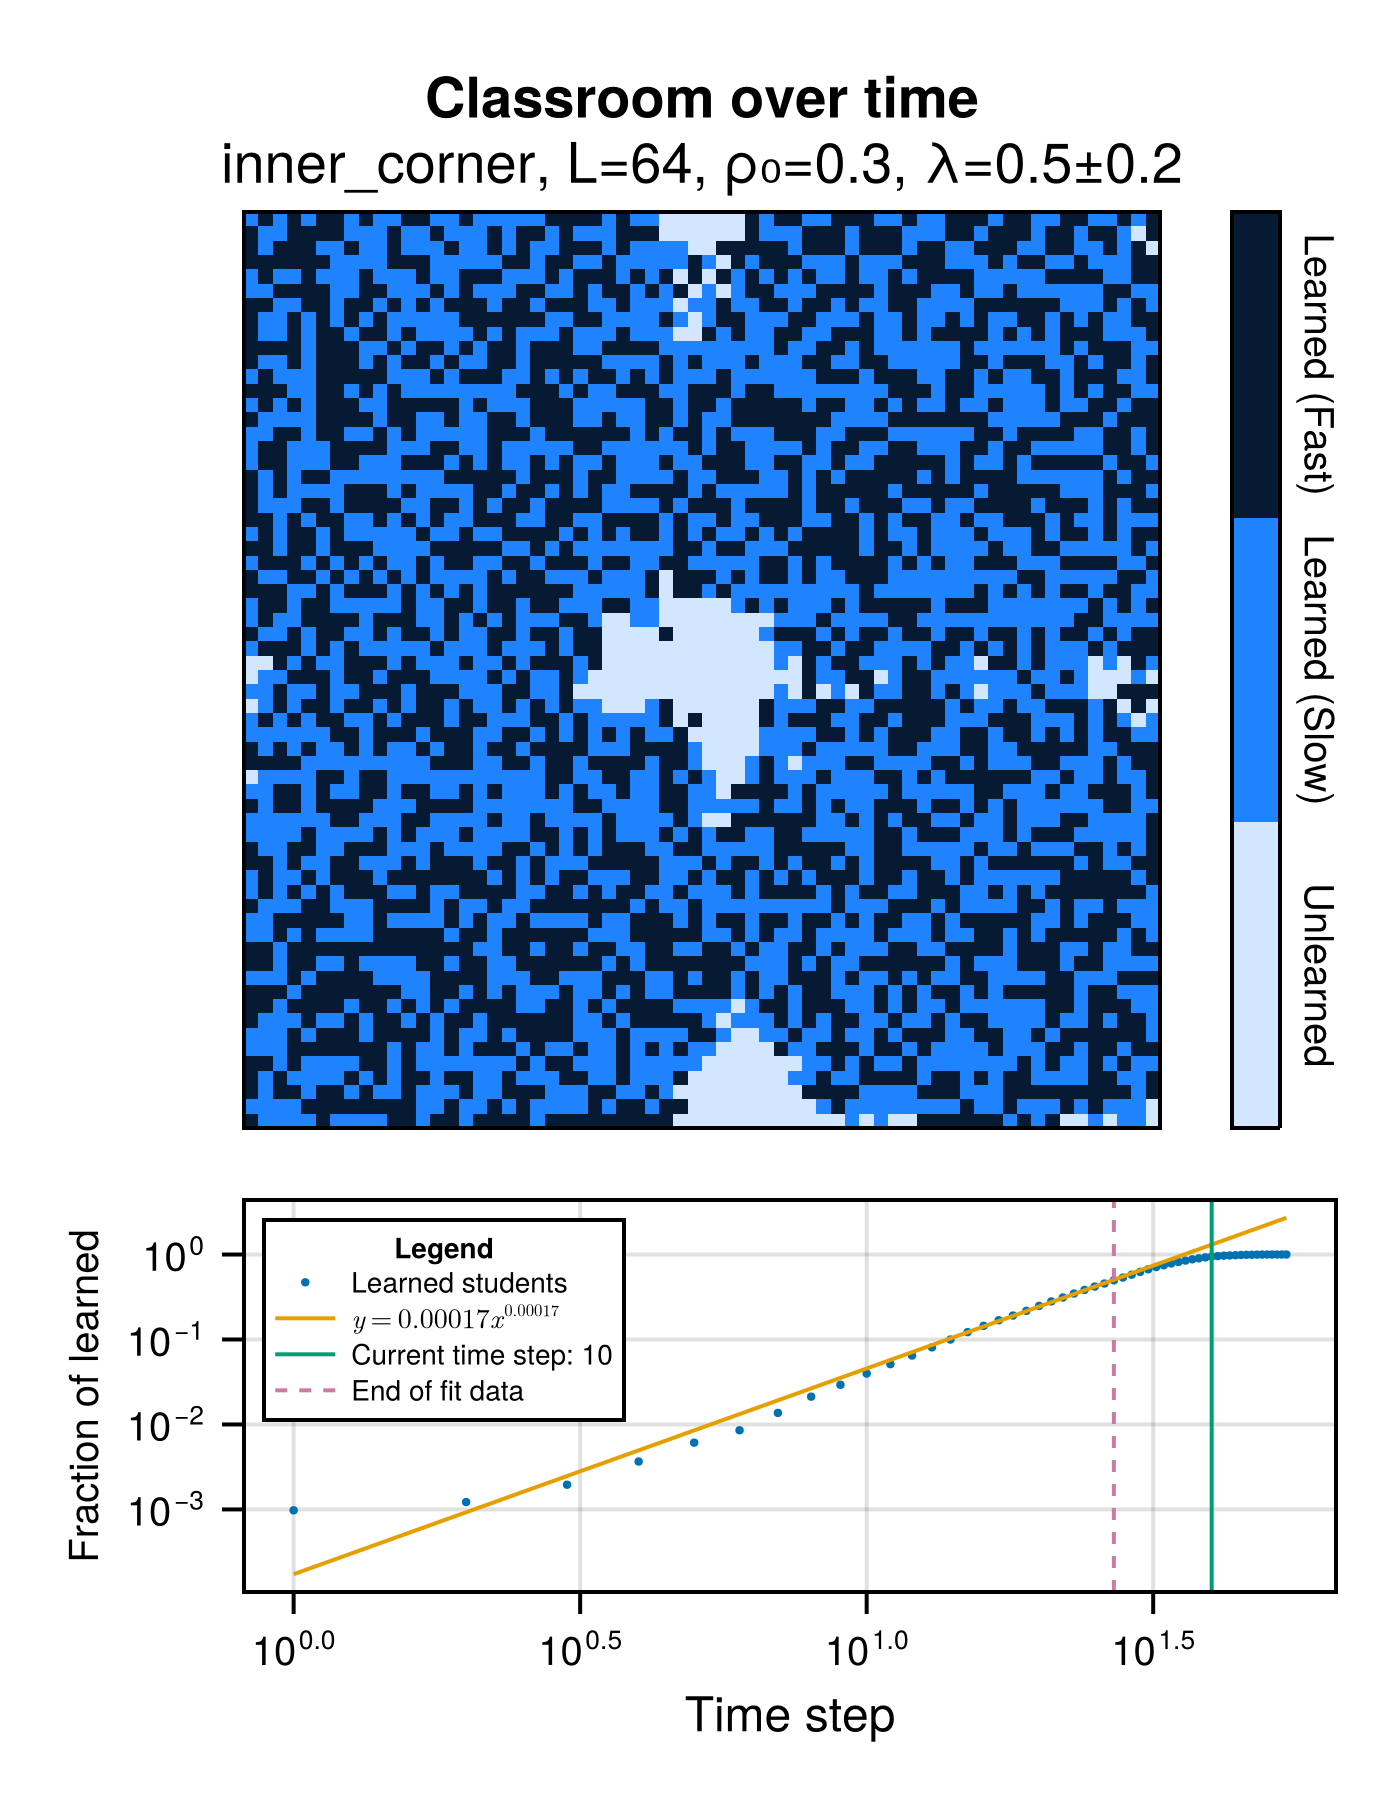 Classroom over time
inner_corner, L=64, ρ₀=0.3, λ=0.5±0.2
Learned (Fast)
Learned (Slow)
Unlearned
Fraction of learned
10⁰
10⁻¹
10⁻²
10⁻³
Legend
Learned students
y = 0.00017x^0.00017
Current time step: 10
End of fit data
10^0.0
10^0.5
10^1.0
10^1.5
Time step